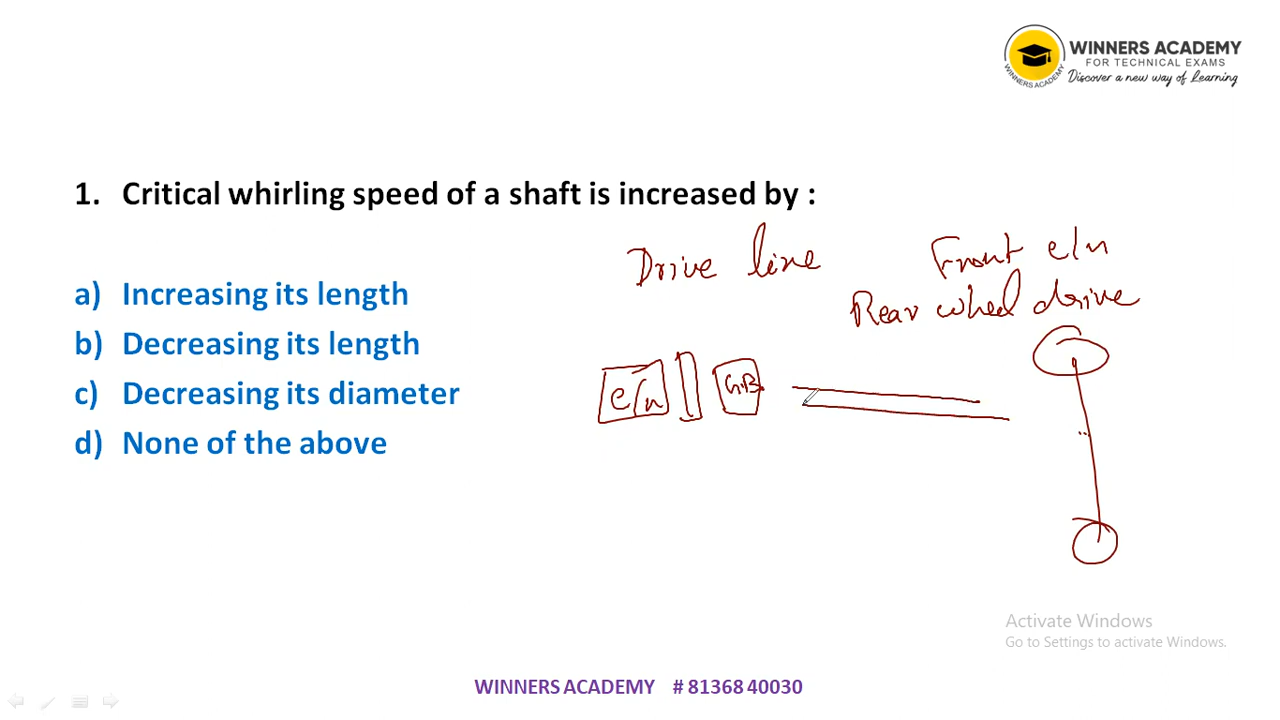 WINNERS ACADEMY
FOR TECHNICAL EXAMS
Discover a new way of Learning
WINNERS ACADEMY
1. Critical whirling speed of a shaft is increased by :
Drive line
Front e/n
Rear wheel drive
a) Increasing its length
b) Decreasing its length
c) Decreasing its diameter
d) None of the above
e/n
G.B
Activate Windows
Go to Settings to activate Windows.
WINNERS ACADEMY # 81368 40030